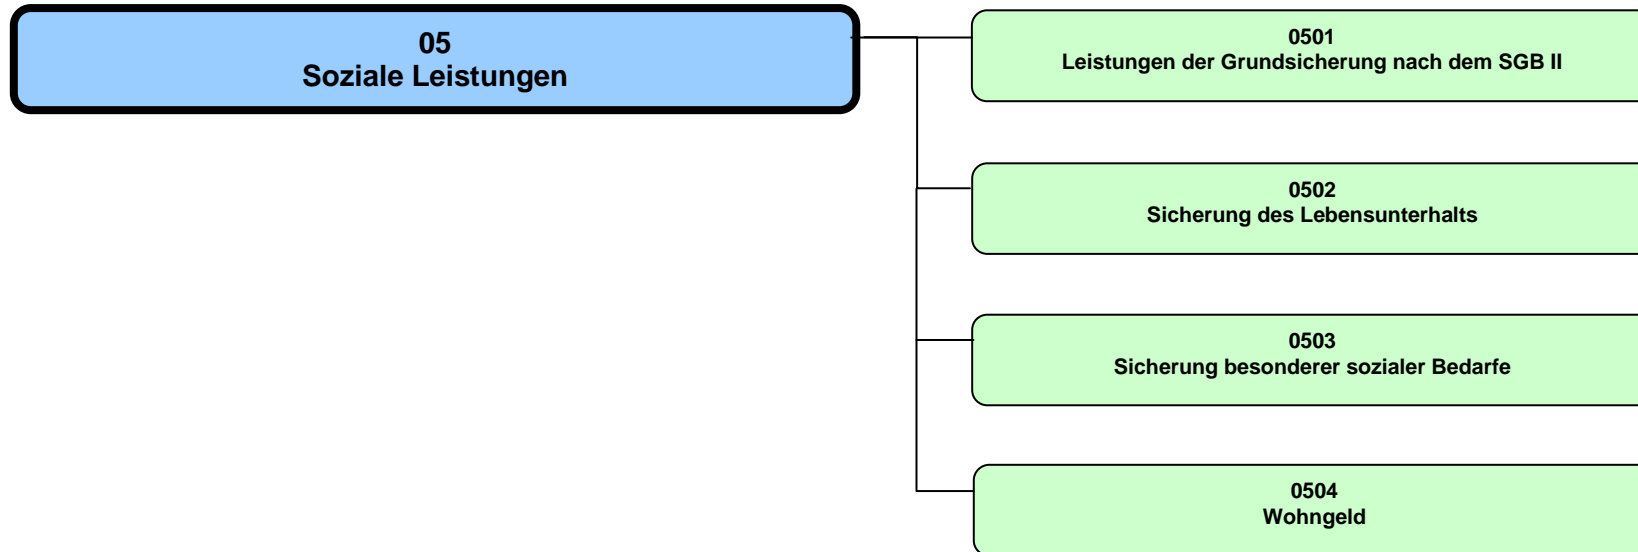 05
Soziale Leistungen
0501
Leistungen der Grundsicherung nach dem SGB II
0502
Sicherung des Lebensunterhalts
0503
Sicherung besonderer sozialer Bedarfe
0504
Wohngeld